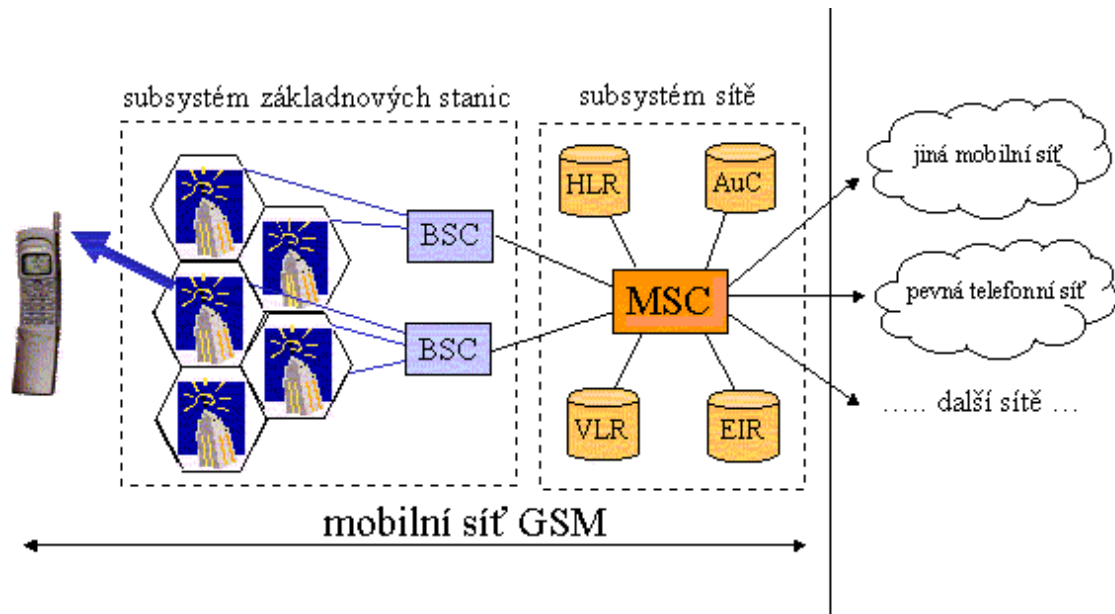 subsystém základnových stanic
subsystém sítě
jiná mobilní síť
HLR
AuC
BSC
MSC
pevná telefonní síť
BSC
VLR
EIR
..... další sítě ...
mobilní síť GSM